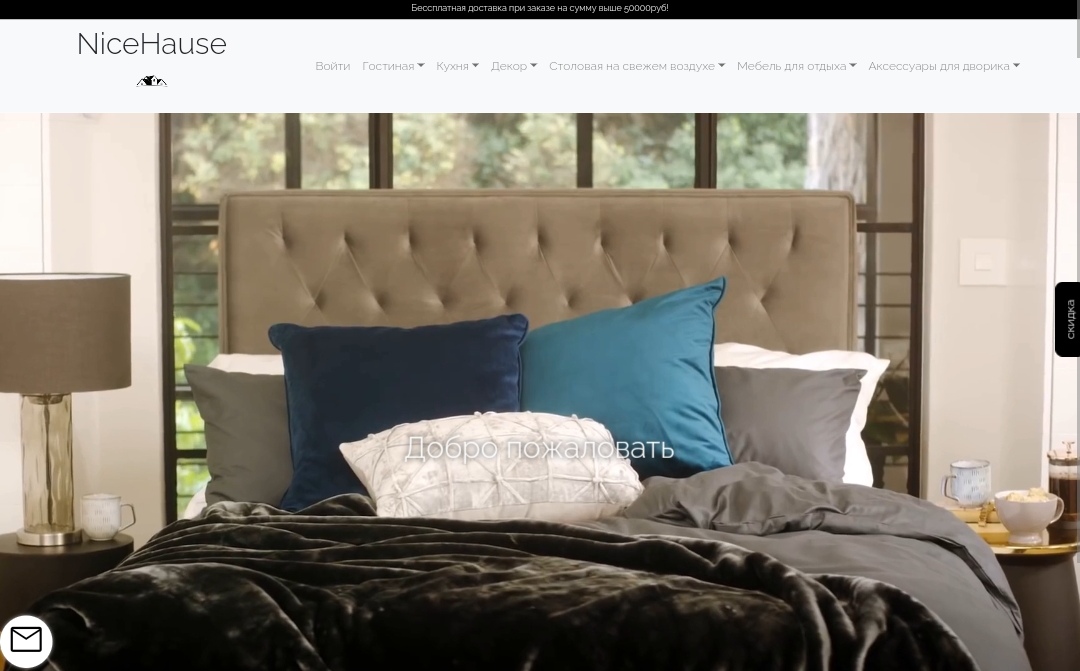 Бесплатная доставка при заказе на сумму выше 50000руб!
NiceHause
Войти Гостиная Кухня Декор Столовая на свежем воздухе Мебель для отдыха Аксессуары для дворика
скидка
Добро пожаловать